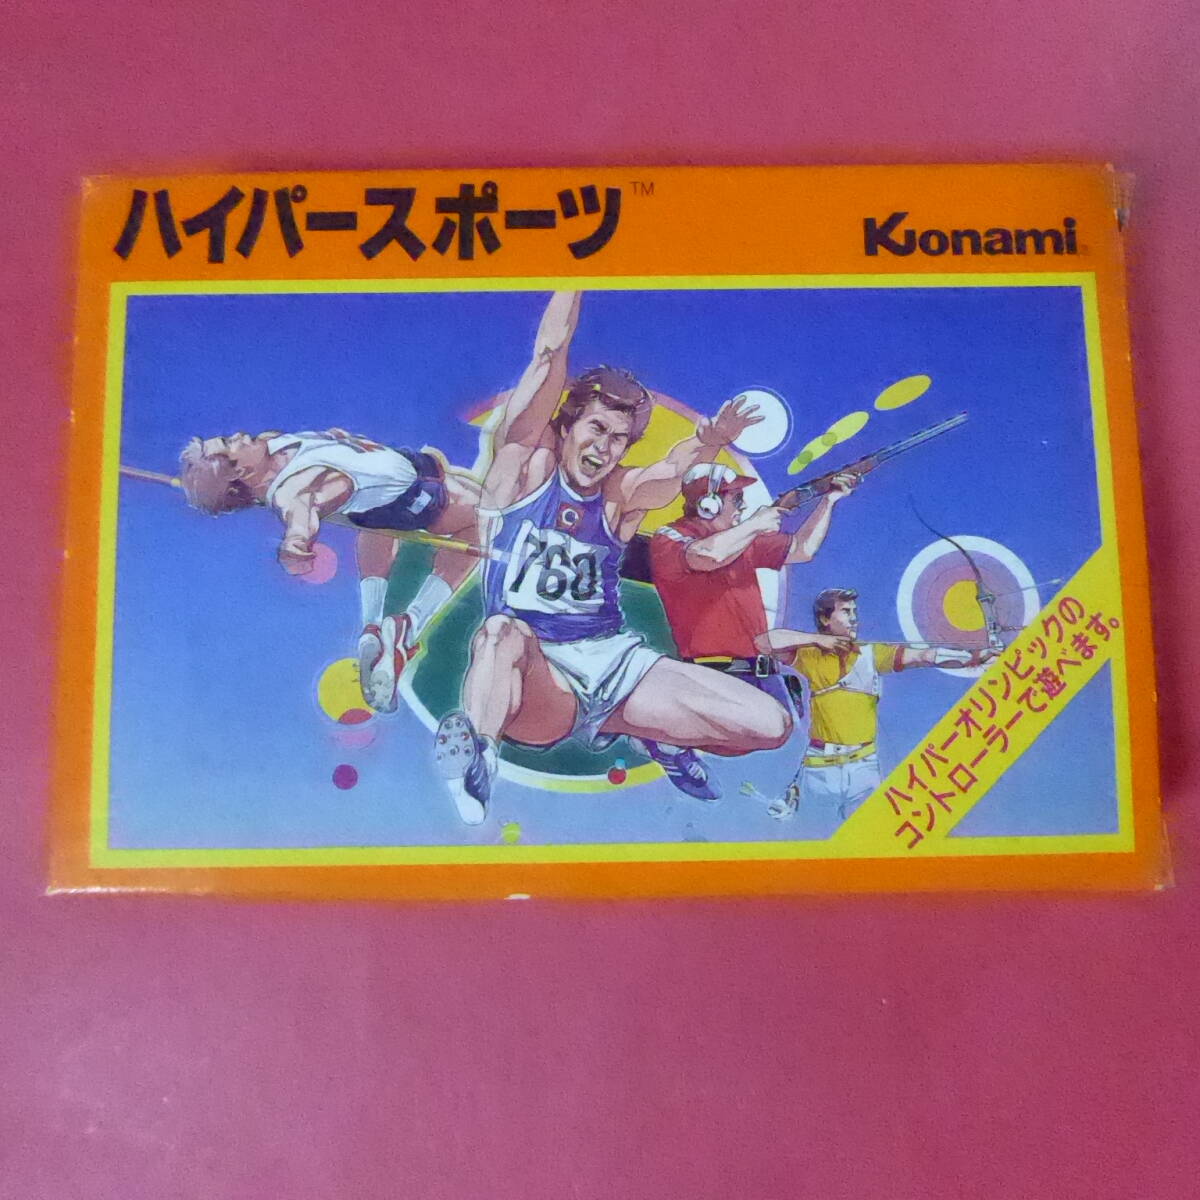 ハイパースポーツ™
Konami
760
ハイパーオリンピックの
コントローラーで遊べます。